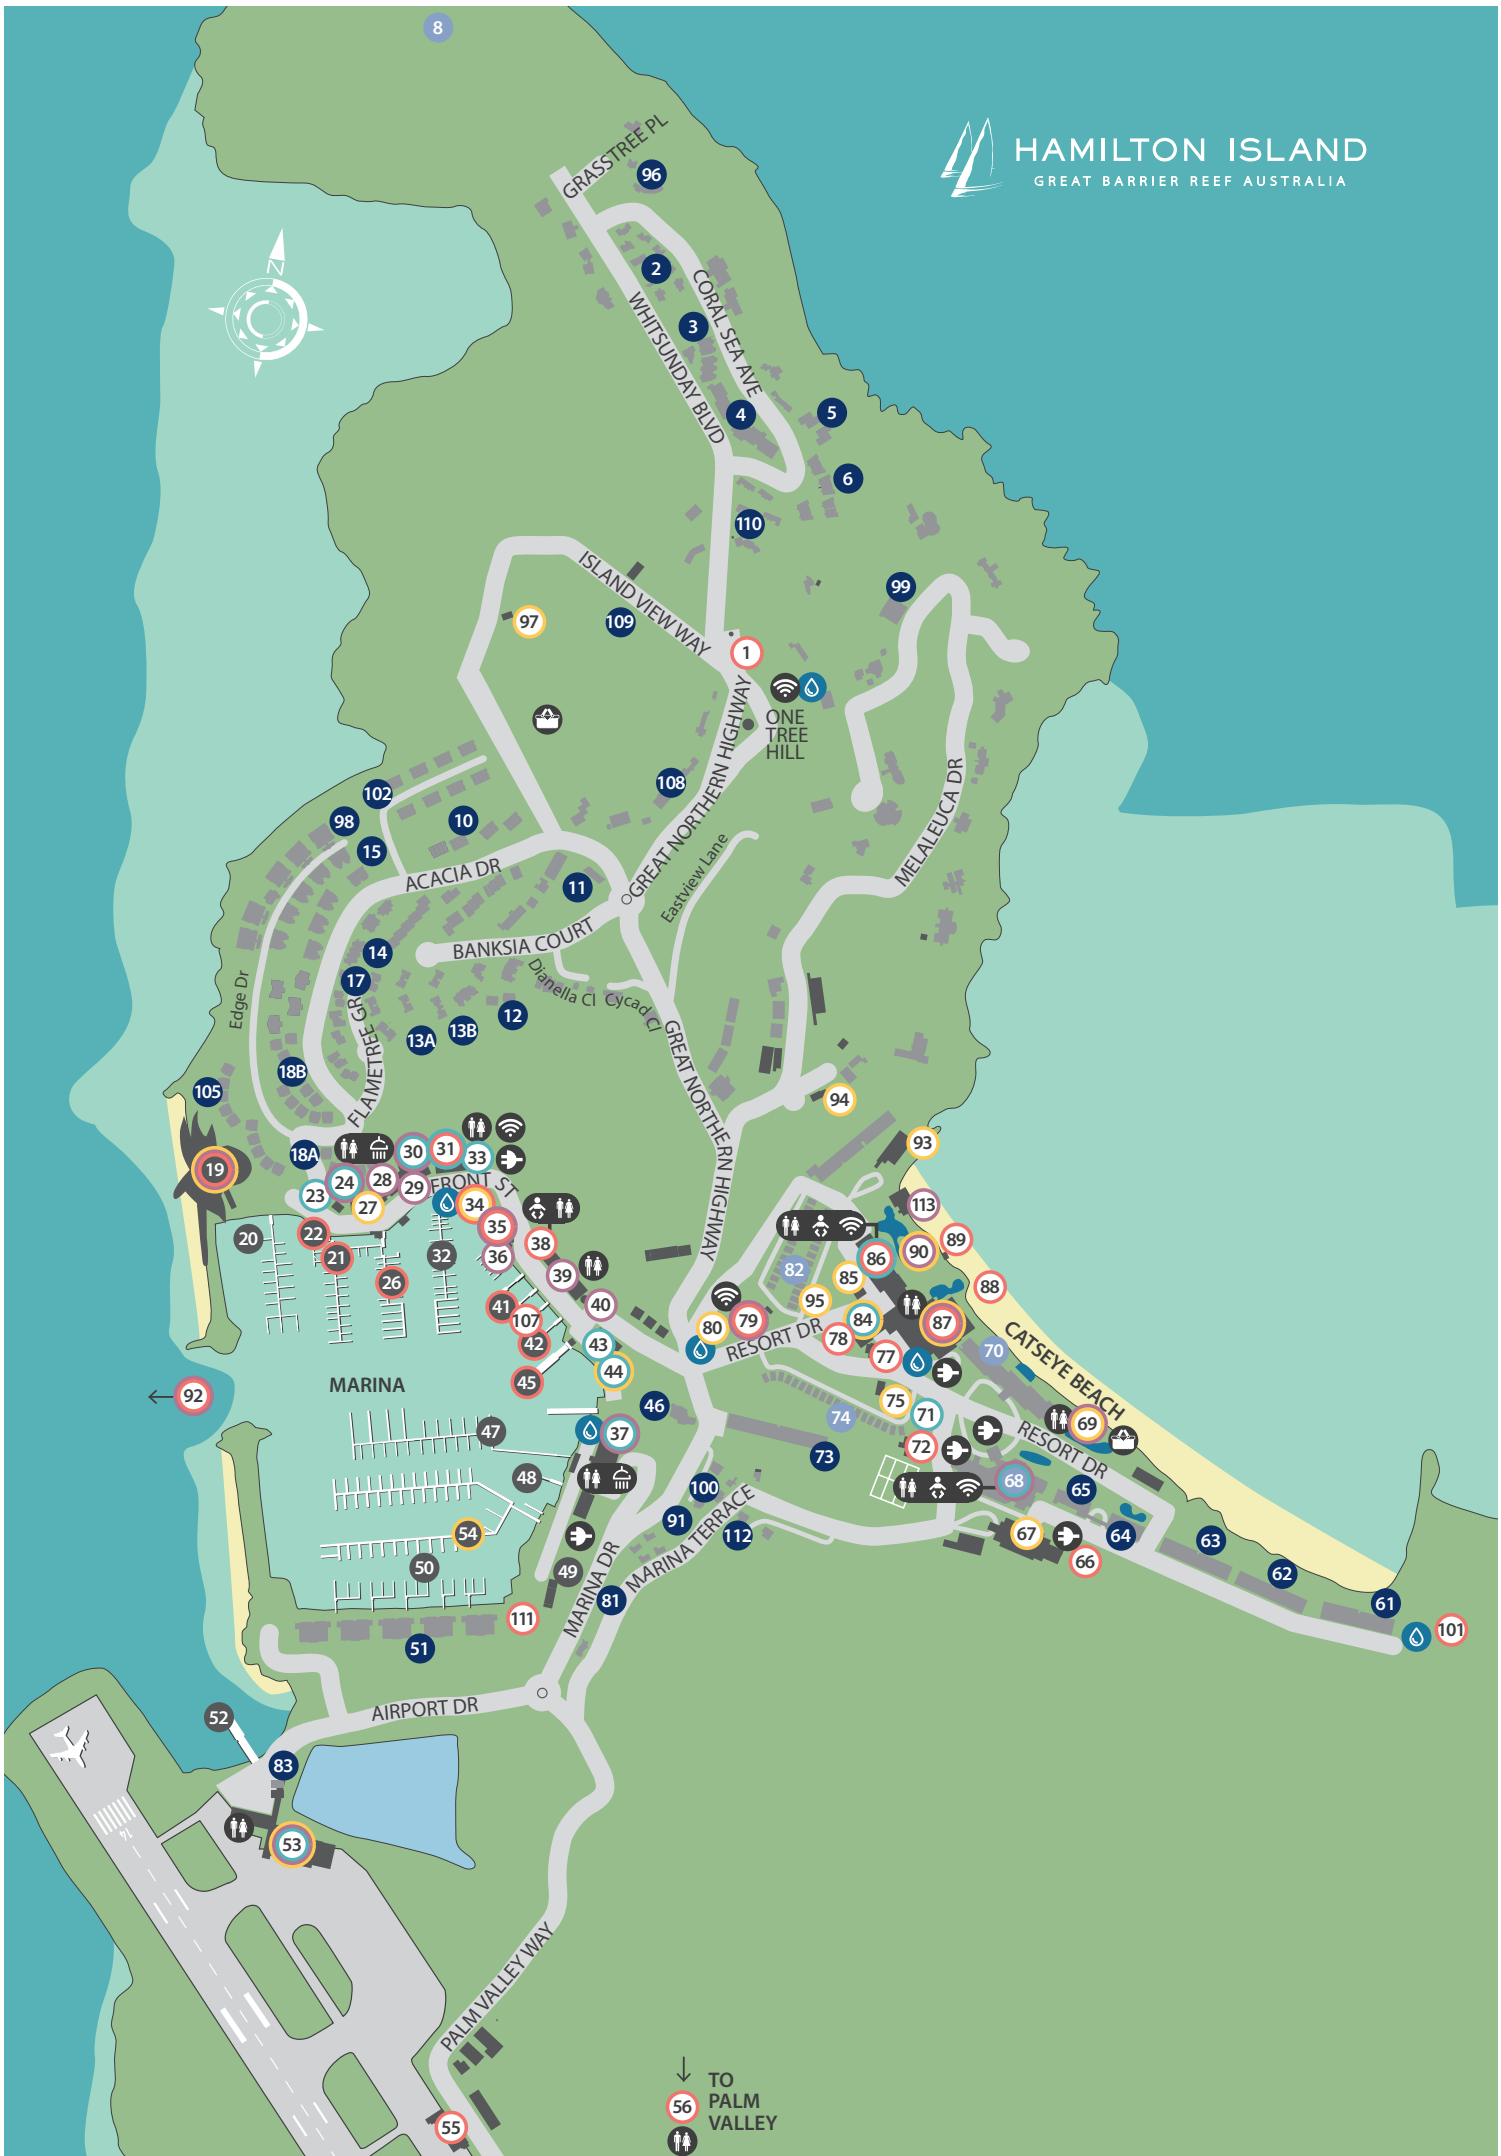 8
HAMILTON ISLAND
GREAT BARRIER REEF AUSTRALIA
GRASSTREE PL
96
N
2
CORAL SEA AVE
WHITSUNDAY BLVD
3
4
5
6
110
ISLAND VIEW WAY
99
97
109
1
ONE
TREE
HILL
GREAT NORTHERN HIGHWAY
108
102
98
10
15
MELALEUCA DR
ACACIA DR
11
Eastview Lane
BANKSIA COURT
14
17
Dianella Cl
Cycad Cl
Edge Dr
12
13B
13A
FLAMETREE GR
GREAT NORTHERN HIGHWAY
18B
105
94
93
18A
19
30
31
33
24
28
29
23
27
FRONT ST
34
35
113
20
22
21
32
36
38
26
39
40
41
107
42
43
44
45
90
89
86
82
85
88
95
84
80
79
78
87
77
RESORT DR
70
CATSEYE BEACH
92
MARINA
46
37
75
74
71
69
72
73
RESORT DR
47
48
100
68
65
91
MARINA TERRACE
112
67
64
63
66
62
61
101
54
50
49
MARINA DR
81
111
51
AIRPORT DR
52
83
14
53
PALM VALLEY WAY
55
TO
56
PALM
VALLEY